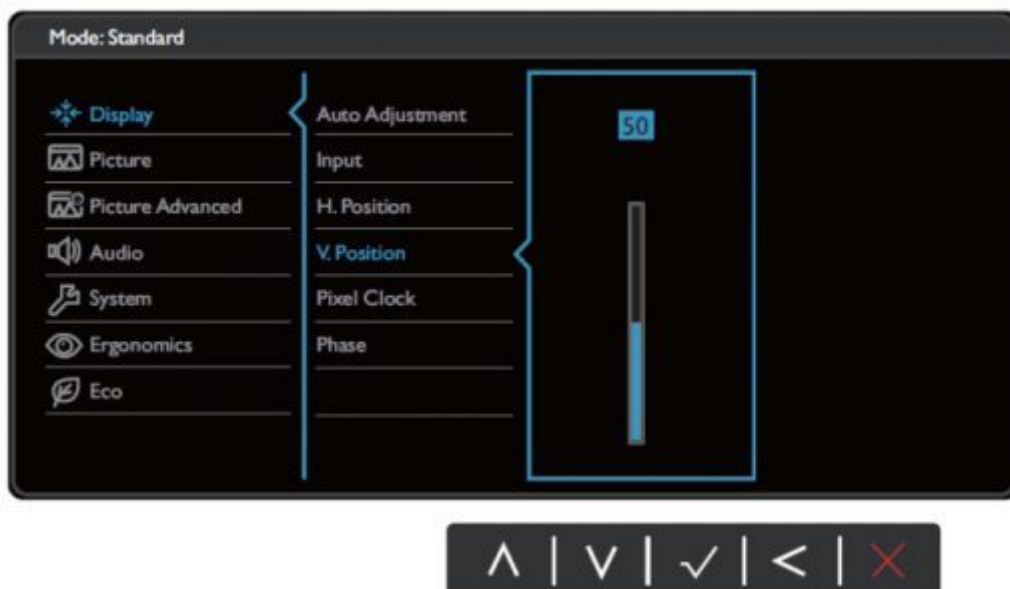 Mode: Standard
Display
Picture
Picture Advanced
Audio
System
Ergonomics
Eco
Auto Adjustment
Input
H. Position
V. Position
Pixel Clock
Phase
50